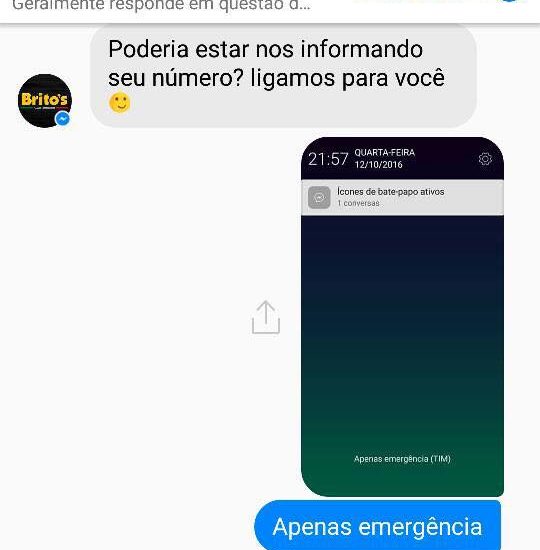 Geralmente responde em questão d...
Poderia estar nos informando
seu número? ligamos para você
Brito's
21:57 QUARTA-FEIRA
12/10/2016
Ícones de bate-papo ativos
1 conversas
Apenas emergência (TIM)
Apenas emergência